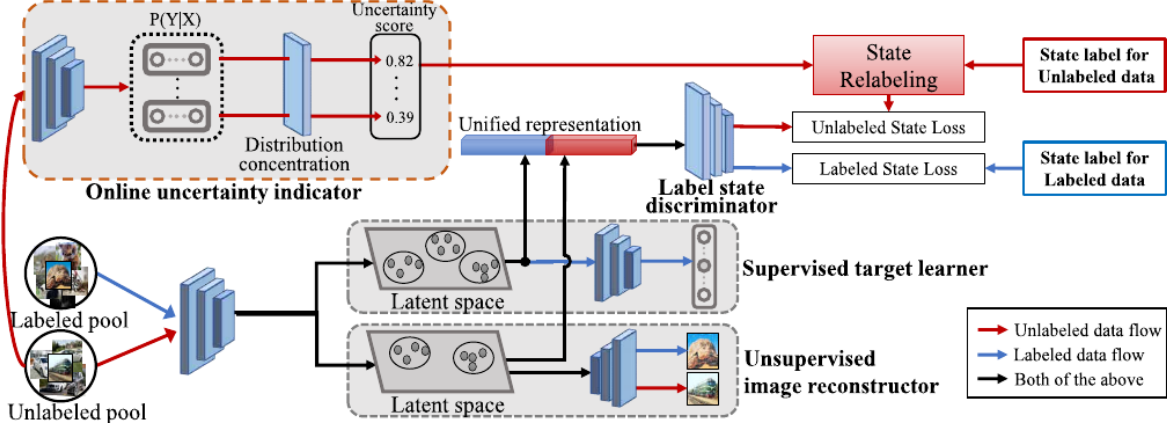 P(Y|X)
Uncertainty
score
0.82
0.39
Distribution
concentration
Online uncertainty indicator
State
Relabeling
State label for
Unlabeled data
Unified representation
Unlabeled State Loss
Labeled State Loss
State label for
Labeled data
Label state
discriminator
Labeled pool
Unlabeled pool
Latent space
Supervised target learner
Latent space
Unsupervised
image reconstructor
Unlabeled data flow
Labeled data flow
Both of the above